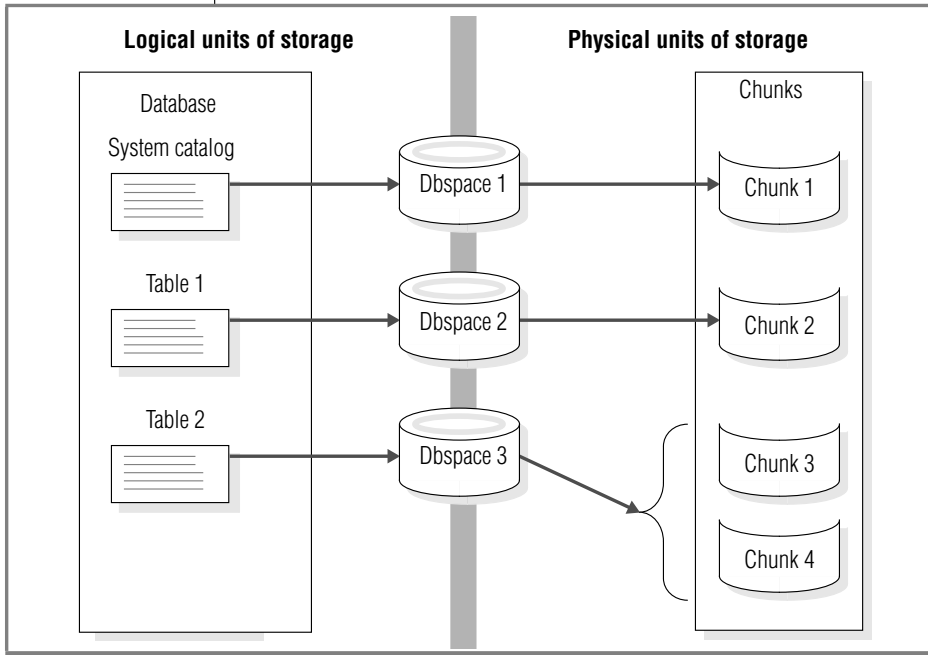 Logical units of storage
Physical units of storage
Database
Chunks
System catalog
Dbspace 1
Chunk 1
Table 1
Dbspace 2
Chunk 2
Table 2
Dbspace 3
Chunk 3
Chunk 4